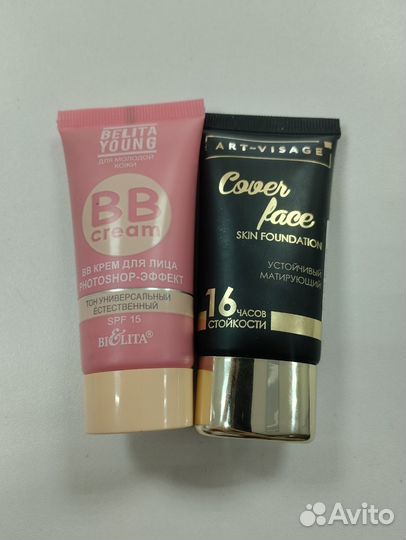 BELITA
YOUNG
ДЛЯ МОЛОДОЙ
КОЖИ
BB
cream
BB КРЕМ ДЛЯ ЛИЦА
PHOTOSHOP-ЭФФЕКТ
ТОН УНИВЕРСАЛЬНЫЙ
ЕСТЕСТВЕННЫЙ
SPF 15
BIELITA®
ART-VISAGE
Cover
face
SKIN FOUNDATION
УСТОЙЧИВЫЙ
МАТИРУЮЩИЙ
16 ЧАСОВ
СТОЙКОСТИ
Avito